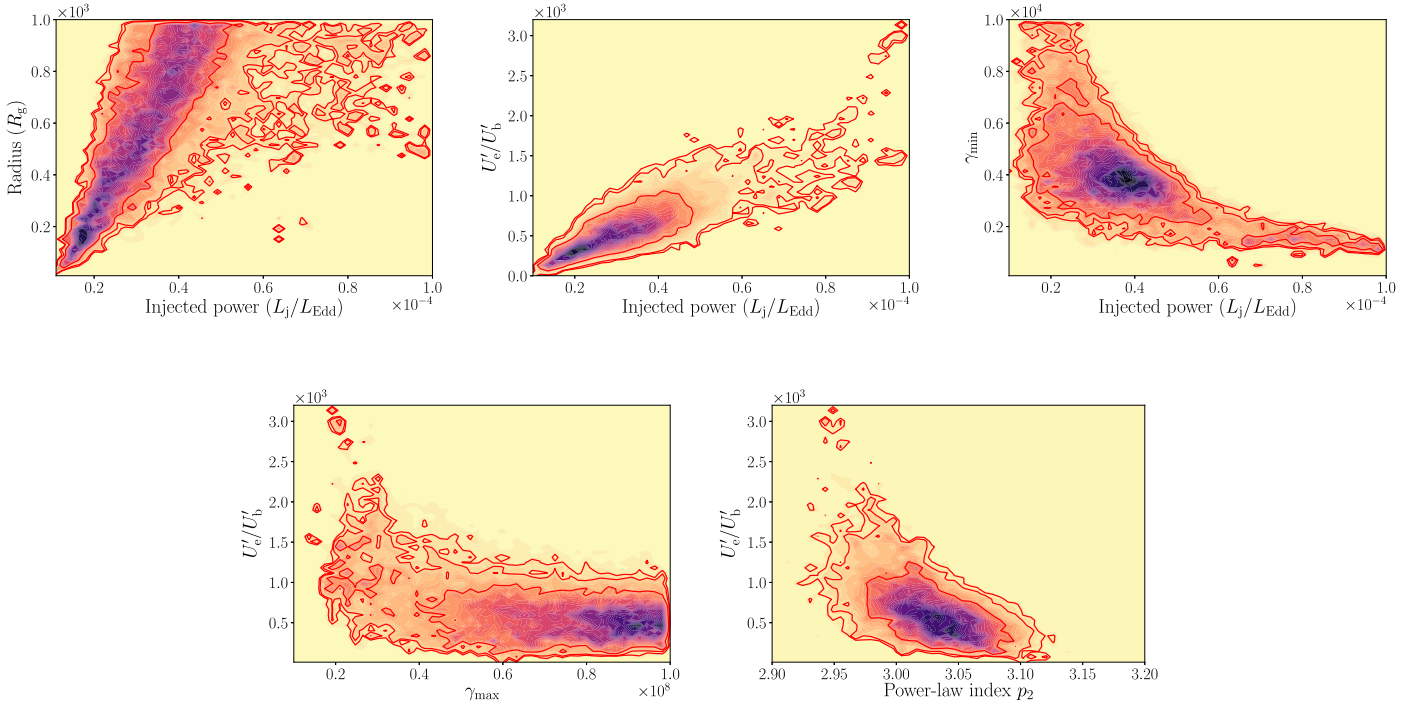 ×10³
1.0
0.8
0.6
0.4
0.2
Radius (R_g)
0.2 0.4 0.6 0.8 1.0
×10⁻⁴
Injected power (L_j/L_Edd)
×10³
3.0
2.5
2.0
1.5
1.0
0.5
0.0
U′_e/U′_b
0.2 0.4 0.6 0.8 1.0
×10⁻⁴
Injected power (L_j/L_Edd)
×10⁴
1.0
0.8
0.6
0.4
0.2
γ_min
0.2 0.4 0.6 0.8 1.0
×10⁻⁴
Injected power (L_j/L_Edd)
×10³
3.0
2.5
2.0
1.5
1.0
0.5
U′_e/U′_b
0.2 0.4 0.6 0.8 1.0
×10⁸
γ_max
×10³
3.0
2.5
2.0
1.5
1.0
0.5
U′_e/U′_b
2.90 2.95 3.00 3.05 3.10 3.15 3.20
Power-law index p₂